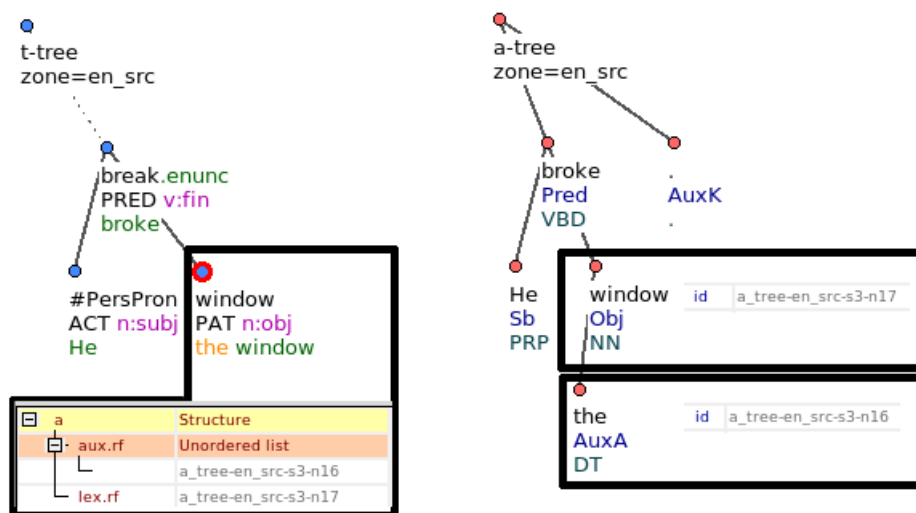 t-tree
zone=en_src
break.enunc
PRED v:fin
broke
#PersPron
ACT n:subj
He
window
PAT n:obj
the window
a Structure
aux.rf Unordered list
a_tree-en_src-s3-n16
lex.rf a_tree-en_src-s3-n17
a-tree
zone=en_src
broke
Pred
VBD
.
AuxK
.
He
Sb
PRP
window id a_tree-en_src-s3-n17
Obj
NN
the id a_tree-en_src-s3-n16
AuxA
DT